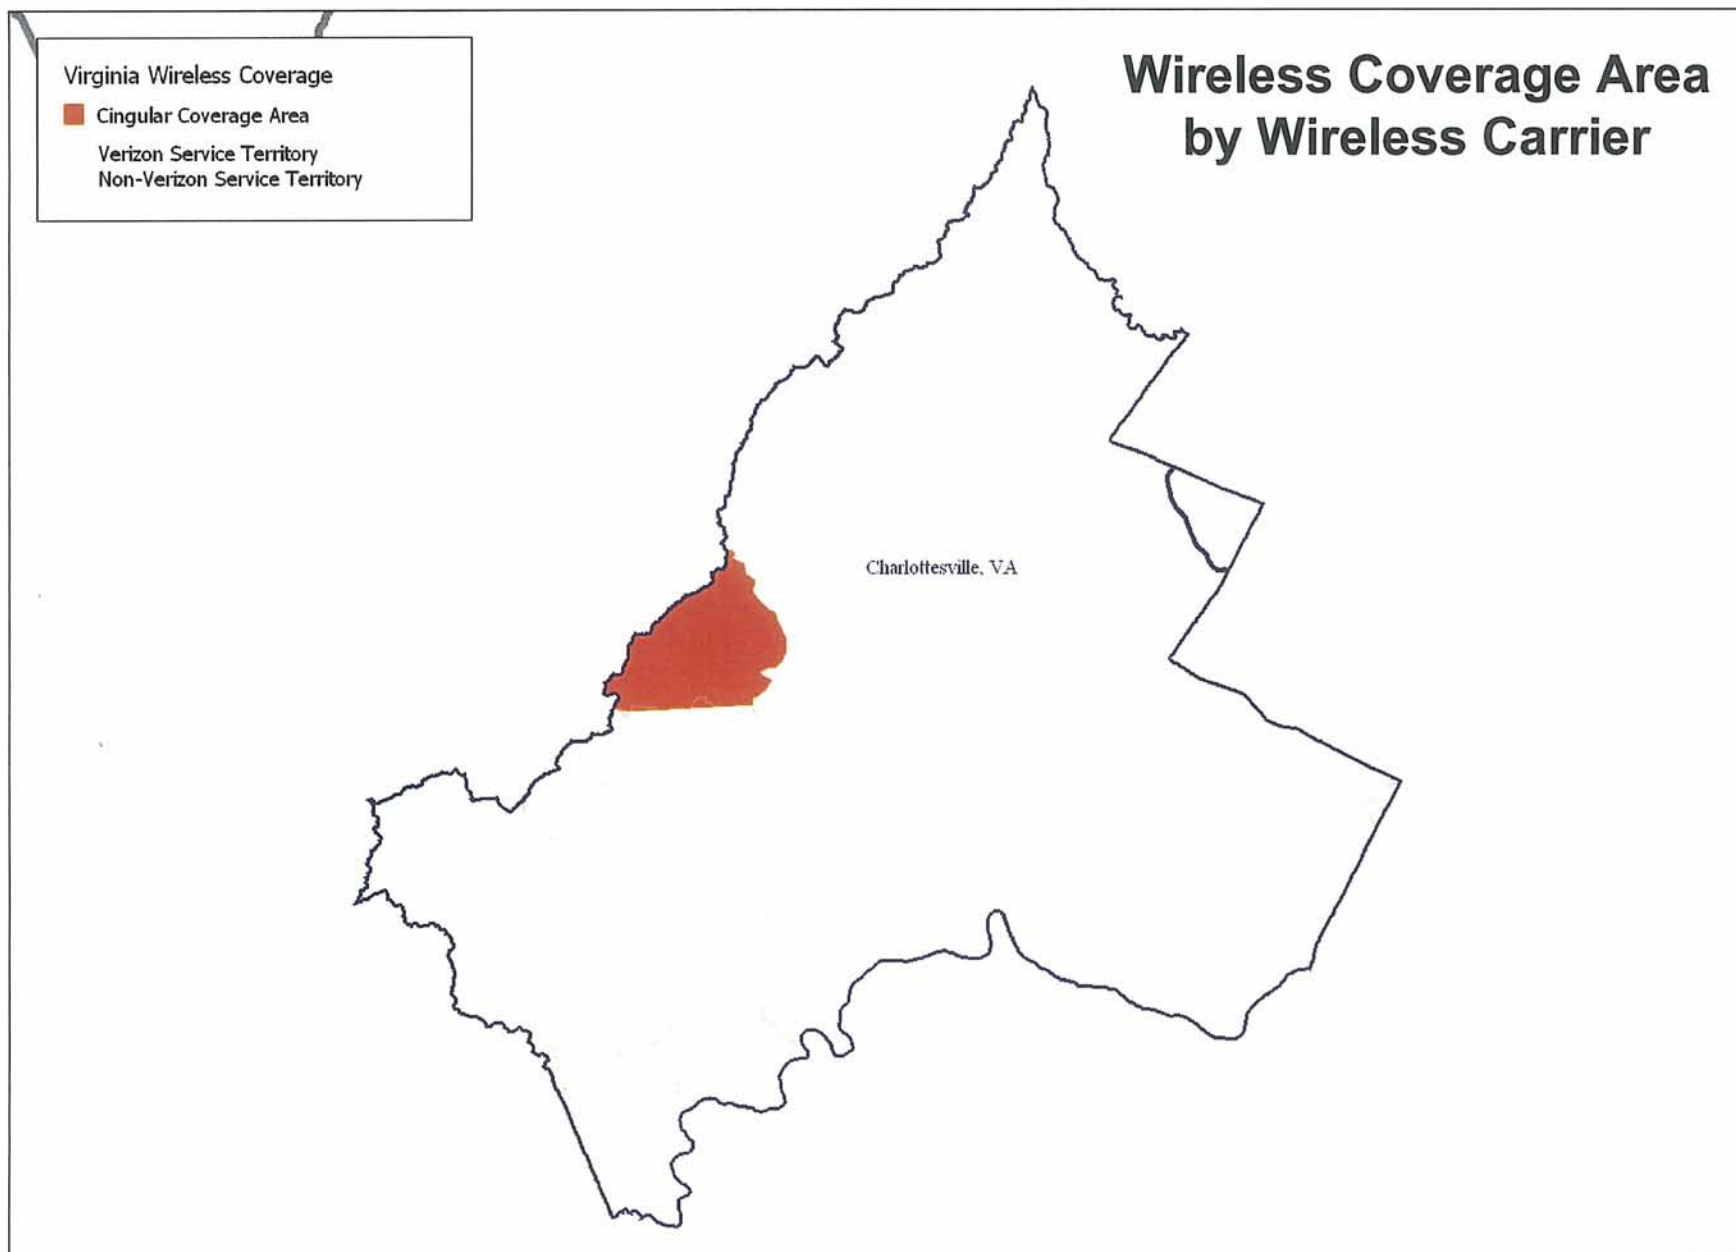 Wireless Coverage Area
by Wireless Carrier
Virginia Wireless Coverage
Cingular Coverage Area
Verizon Service Territory
Non-Verizon Service Territory
Charlottesville, VA